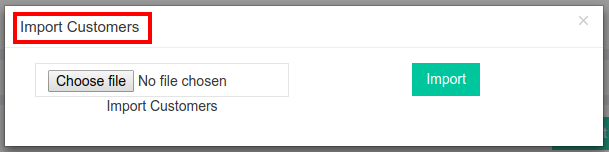 Import Customers
×
Choose file No file chosen
Import
Import Customers